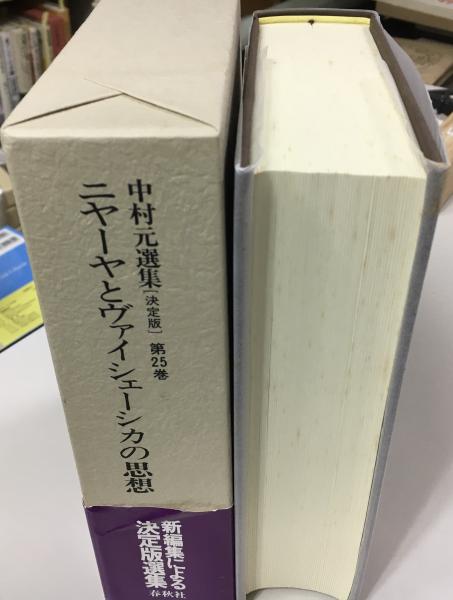 中村元選集[決定版] 第25巻
ニヤーヤとヴァイシェーシカの思想
新編集による
決定版選集
春秋社